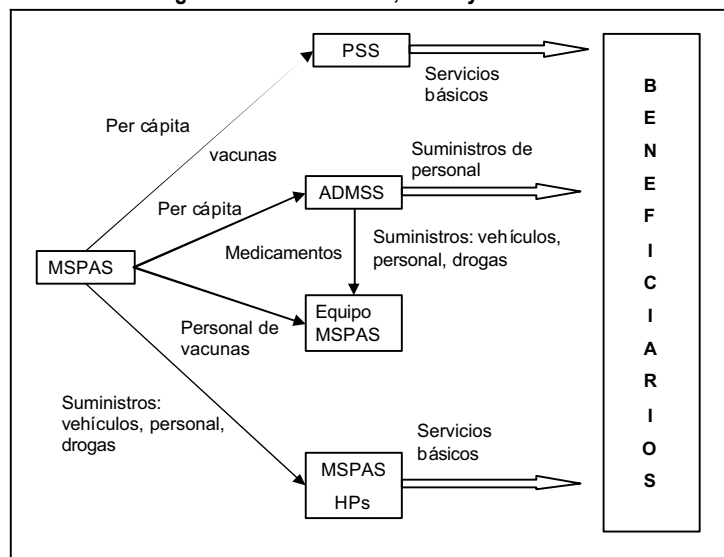 PSS
Servicios
básicos
Per cápita
vacunas
Suministros de
personal
ADMSS
Per cápita
Medicamentos
Suministros: vehículos,
personal, drogas
MSPAS
Equipo
MSPAS
Personal de
vacunas
Suministros:
vehículos, personal,
drogas
Servicios
básicos
MSPAS
HPs
B
E
N
E
F
I
C
I
A
R
I
O
S